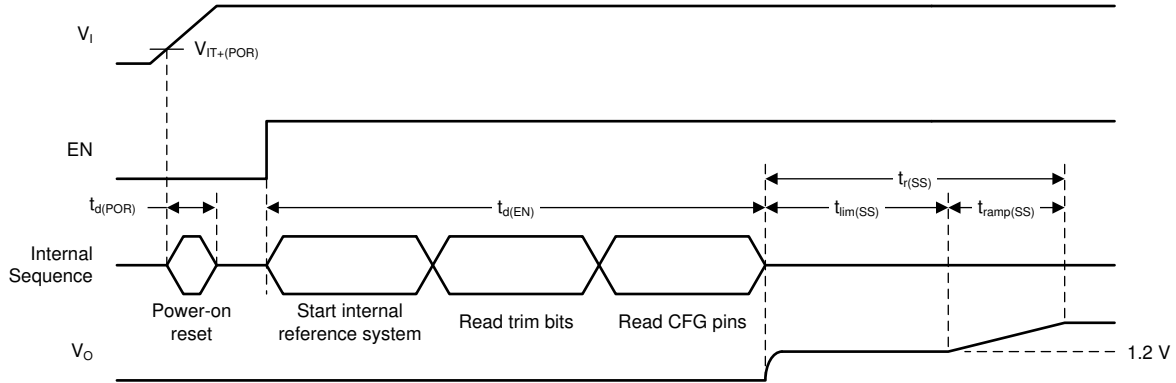 V_I
V_IT+(POR)
EN
t_r(SS)
t_d(POR)
t_d(EN)
t_lim(SS)
t_ramp(SS)
Internal
Sequence
Power-on
reset
Start internal
reference system
Read trim bits
Read CFG pins
V_O
1.2 V